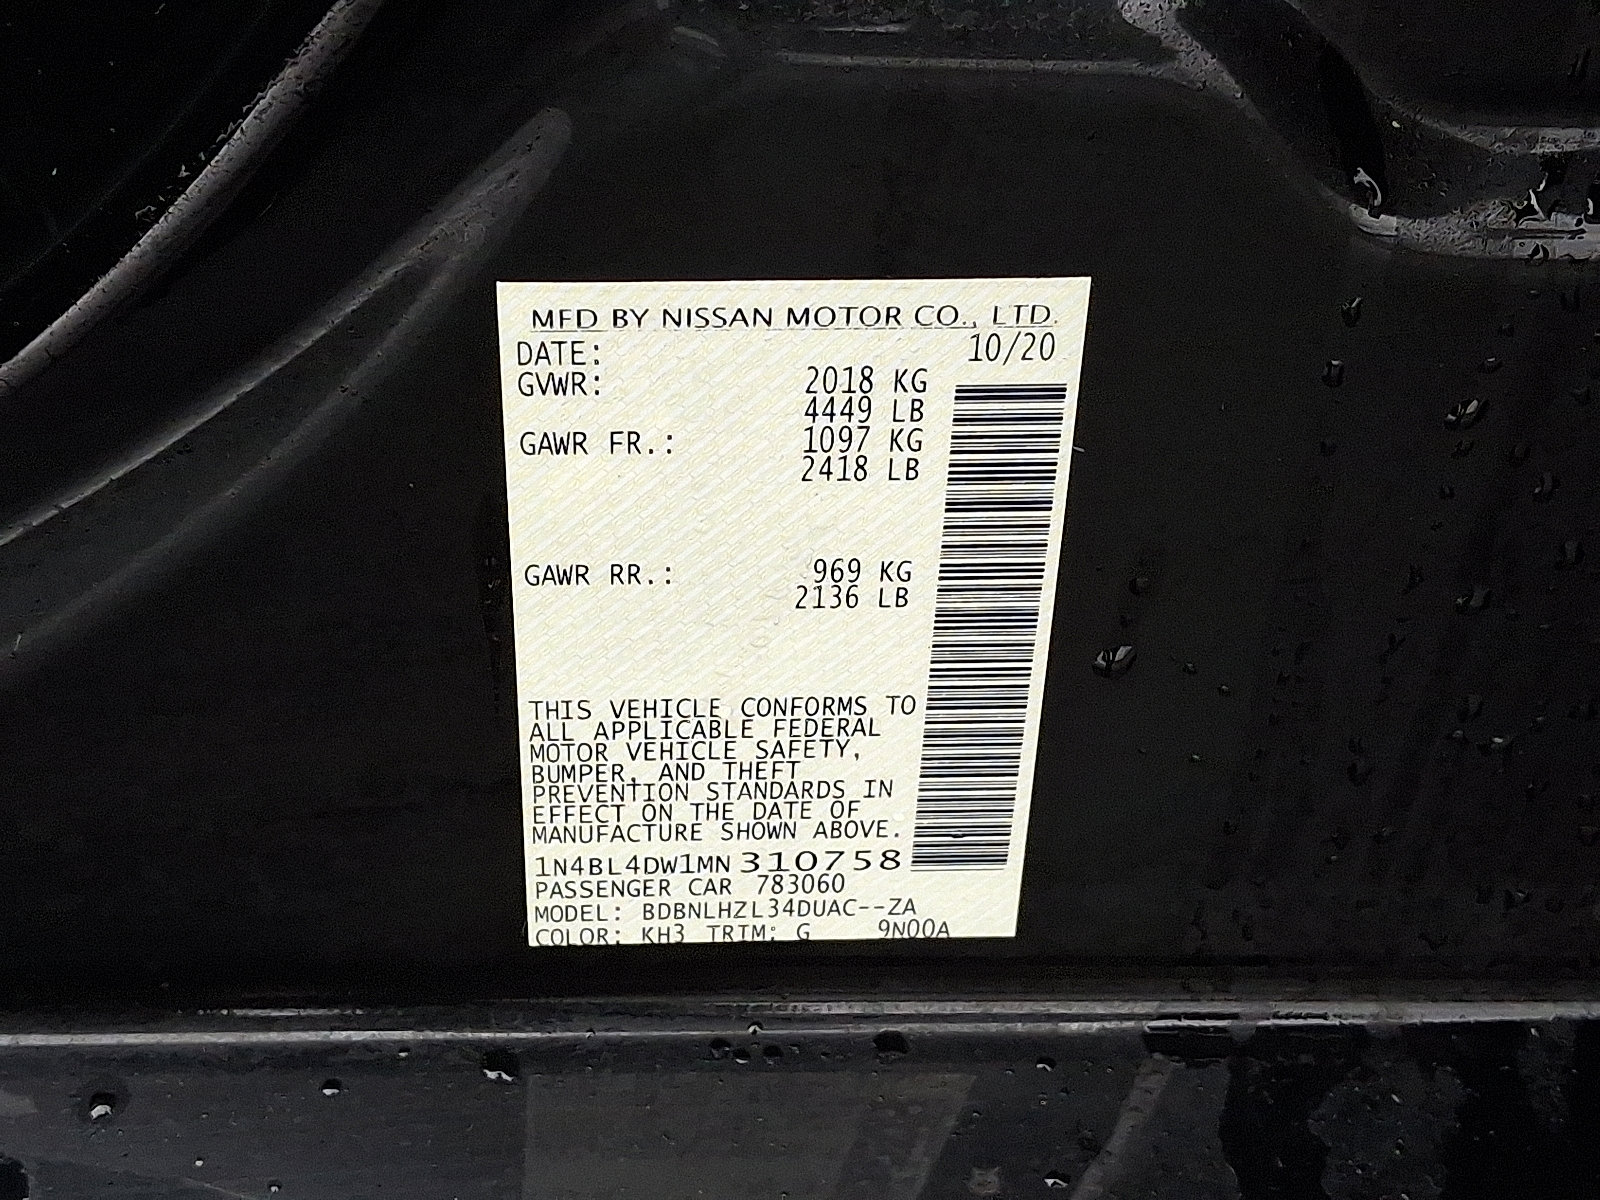 MFD BY NISSAN MOTOR CO., LTD.
DATE: 10/20
GVWR: 2018 KG
4449 LB
GAWR FR.: 1097 KG
2418 LB
GAWR RR.: 969 KG
2136 LB
THIS VEHICLE CONFORMS TO
ALL APPLICABLE FEDERAL
MOTOR VEHICLE SAFETY,
BUMPER, AND THEFT
PREVENTION STANDARDS IN
EFFECT ON THE DATE OF
MANUFACTURE SHOWN ABOVE.
1N4BL4DW1MN310758
PASSENGER CAR 783060
MODEL: BDBNLHZL34DUAC--ZA
COLOR: KH3 TRIM: G 9N00A